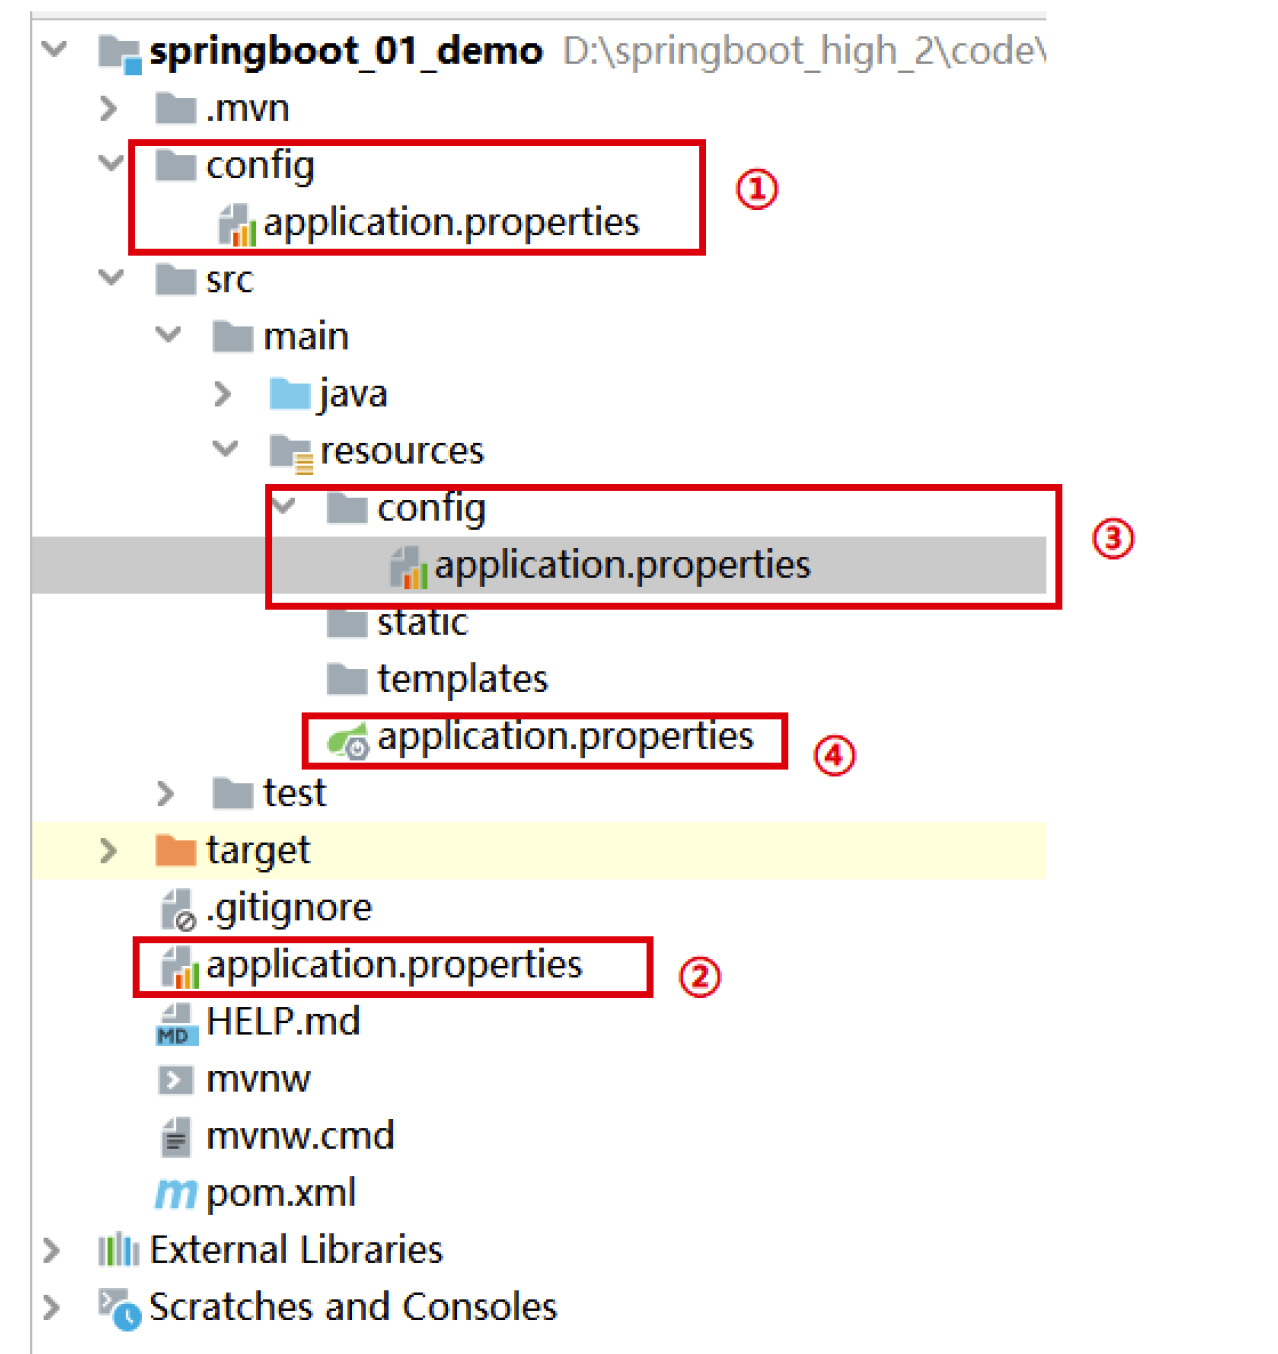 springboot_01_demo D:\springboot_high_2\code\
.mvn
config
①
application.properties
src
main
java
resources
config
③
application.properties
static
templates
application.properties
④
test
target
.gitignore
application.properties
②
MD HELP.md
mvnw
mvnw.cmd
m pom.xml
External Libraries
Scratches and Consoles